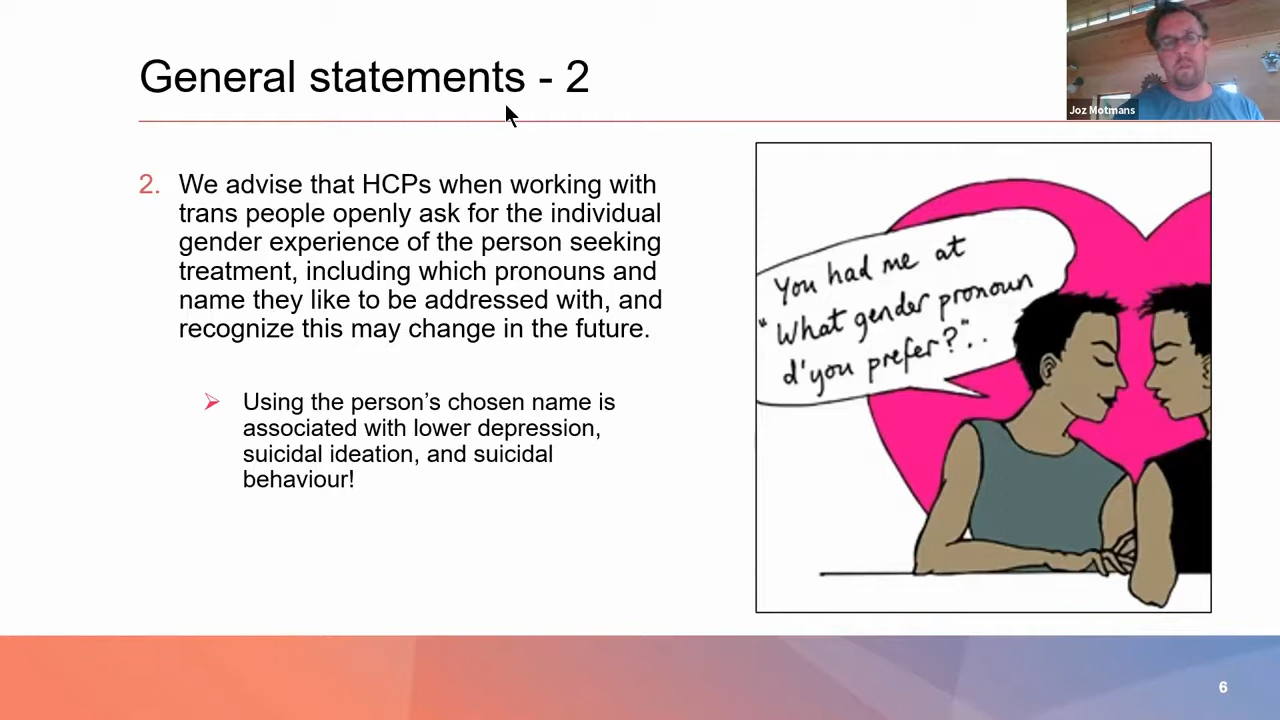 General statements - 2
Joz Motmans
2. We advise that HCPs when working with
trans people openly ask for the individual
gender experience of the person seeking
treatment, including which pronouns and
name they like to be addressed with, and
recognize this may change in the future.
➢ Using the person’s chosen name is
associated with lower depression,
suicidal ideation, and suicidal
behaviour!
You had me at
"What gender pronoun
d'you prefer?"..
6